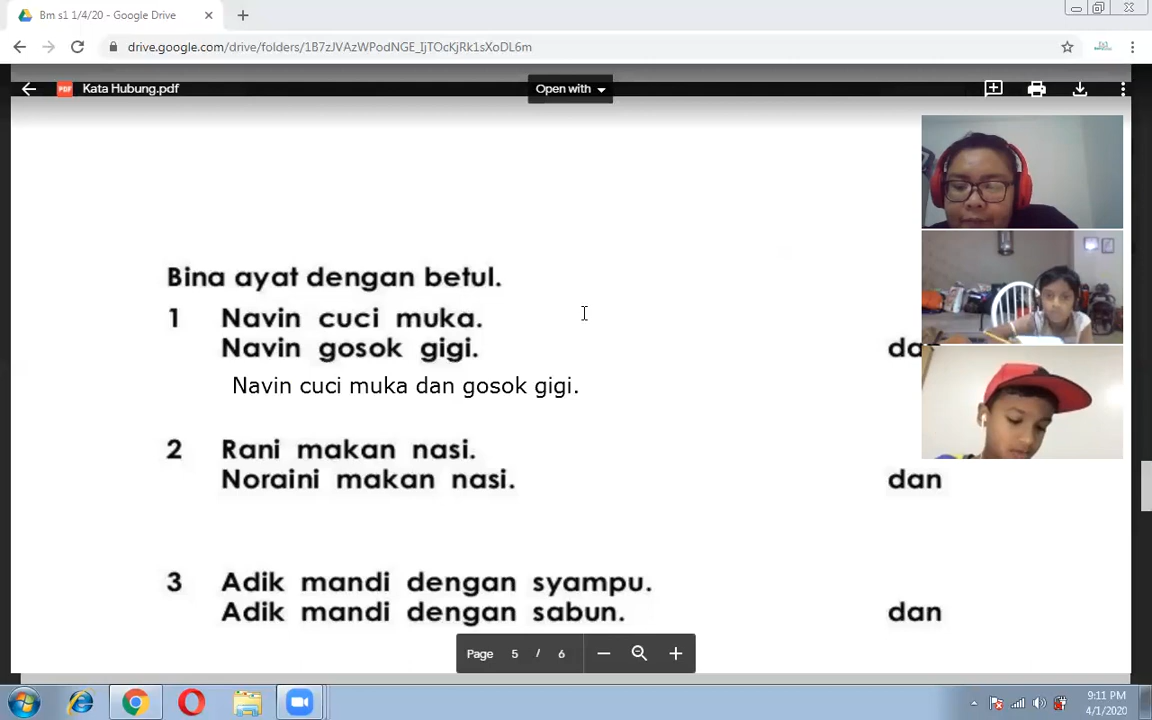 Bm s1 1/4/20 - Google Drive
drive.google.com/drive/folders/1B7zJVAzWPodNGE_IjTOcKjRk1sXoDL6m
Kata Hubung.pdf
Open with
Bina ayat dengan betul.
1 Navin cuci muka.
Navin gosok gigi.
Navin cuci muka dan gosok gigi.
2 Rani makan nasi.
Noraini makan nasi. dan
3 Adik mandi dengan syampu.
Adik mandi dengan sabun. dan
Page 5 / 6
9:11 PM
4/1/2020